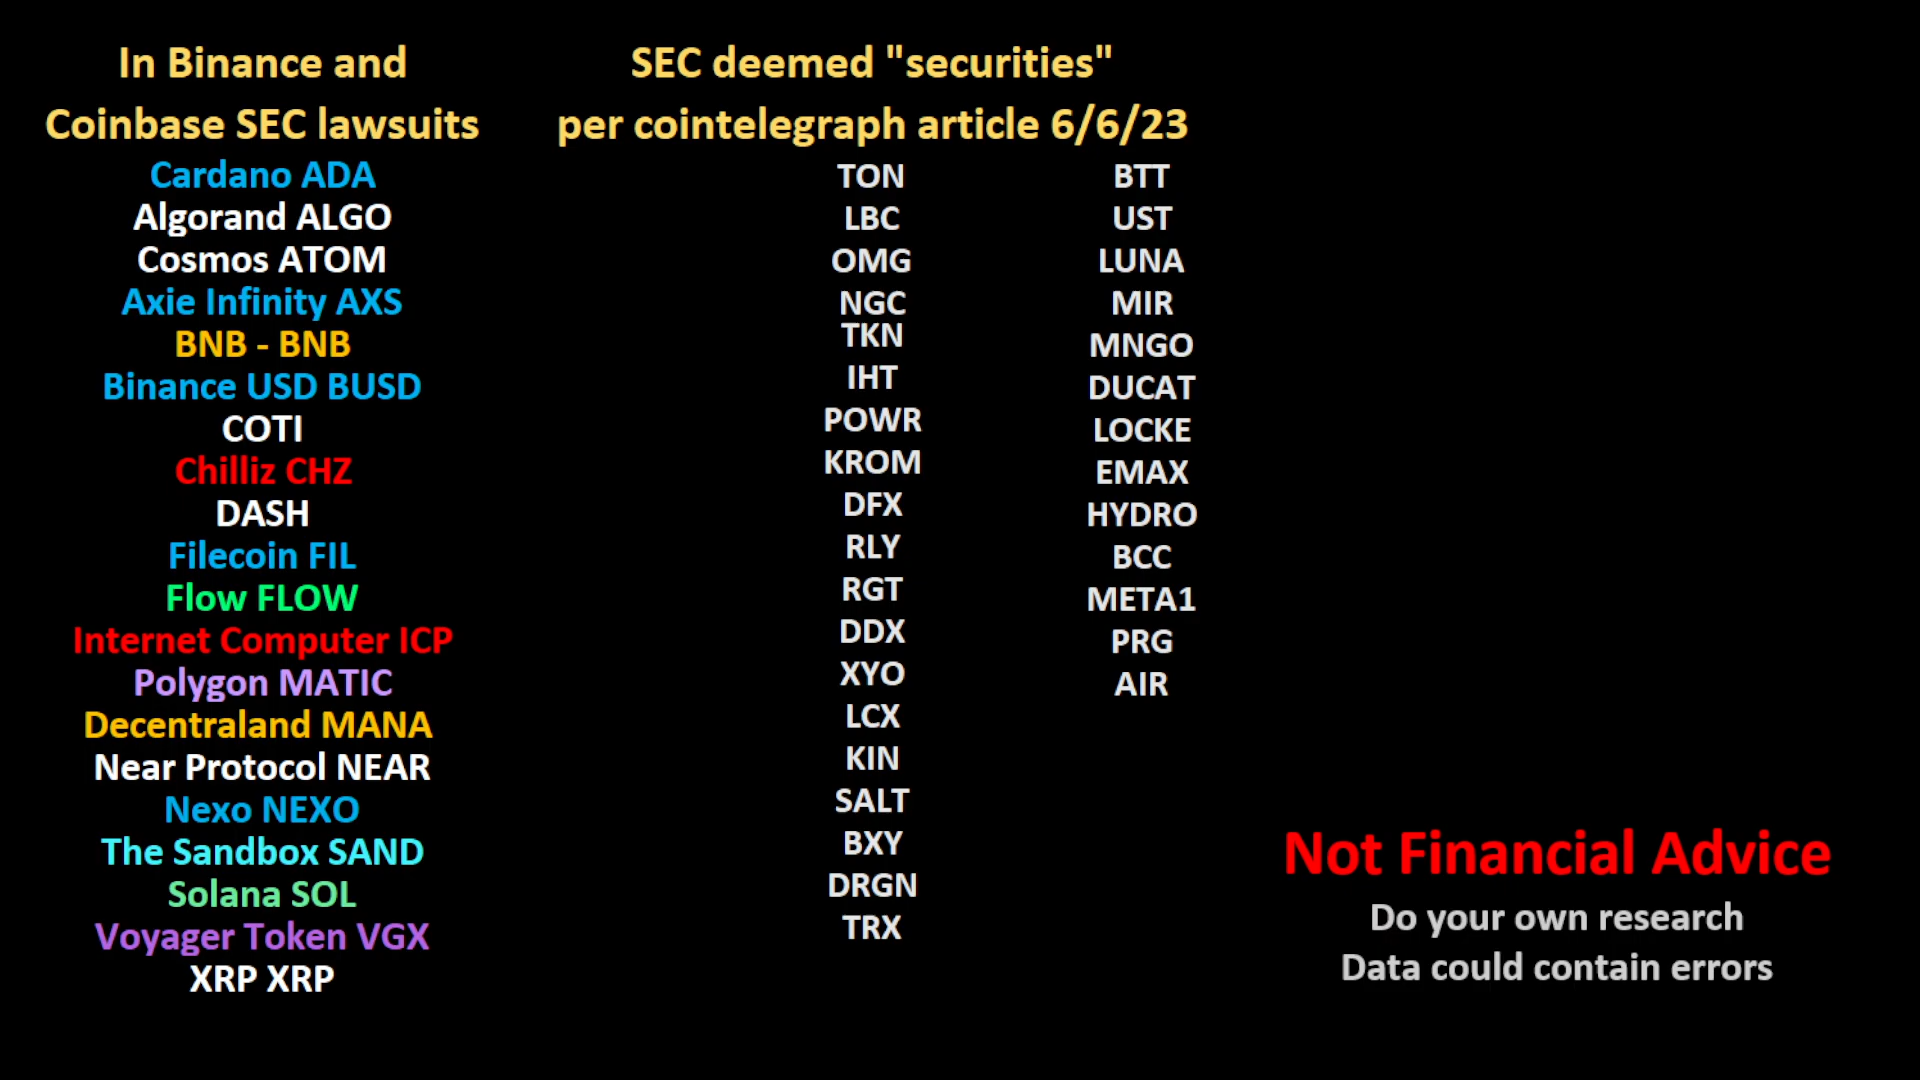 In Binance and
Coinbase SEC lawsuits
Cardano ADA
Algorand ALGO
Cosmos ATOM
Axie Infinity AXS
BNB - BNB
Binance USD BUSD
COTI
Chilliz CHZ
DASH
Filecoin FIL
Flow FLOW
Internet Computer ICP
Polygon MATIC
Decentraland MANA
Near Protocol NEAR
Nexo NEXO
The Sandbox SAND
Solana SOL
Voyager Token VGX
XRP XRP
SEC deemed "securities"
per cointelegraph article 6/6/23
TON
LBC
OMG
NGC
TKN
IHT
POWR
KROM
DFX
RLY
RGT
DDX
XYO
LCX
KIN
SALT
BXY
DRGN
TRX
BTT
UST
LUNA
MIR
MNGO
DUCAT
LOCKE
EMAX
HYDRO
BCC
META1
PRG
AIR
Not Financial Advice
Do your own research
Data could contain errors